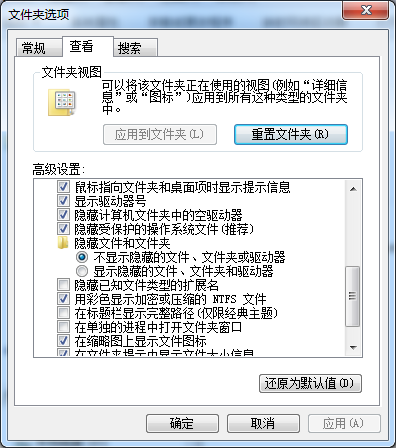 文件夹选项
常规
查看
搜索
文件夹视图
可以将该文件夹正在使用的视图(例如“详细信
息”或“图标”)应用到所有这种类型的文件夹
中。
应用到文件夹(L)
重置文件夹(R)
高级设置:
鼠标指向文件夹和桌面项时显示提示信息
显示驱动器号
隐藏计算机文件夹中的空驱动器
隐藏受保护的操作系统文件(推荐)
隐藏文件和文件夹
不显示隐藏的文件、文件夹或驱动器
显示隐藏的文件、文件夹和驱动器
隐藏已知文件类型的扩展名
用彩色显示加密或压缩的 NTFS 文件
在标题栏显示完整路径(仅限经典主题)
在单独的进程中打开文件夹窗口
在缩略图上显示文件图标
在文件夹提示中显示文件大小信息
还原为默认值(D)
确定
取消
应用(A)